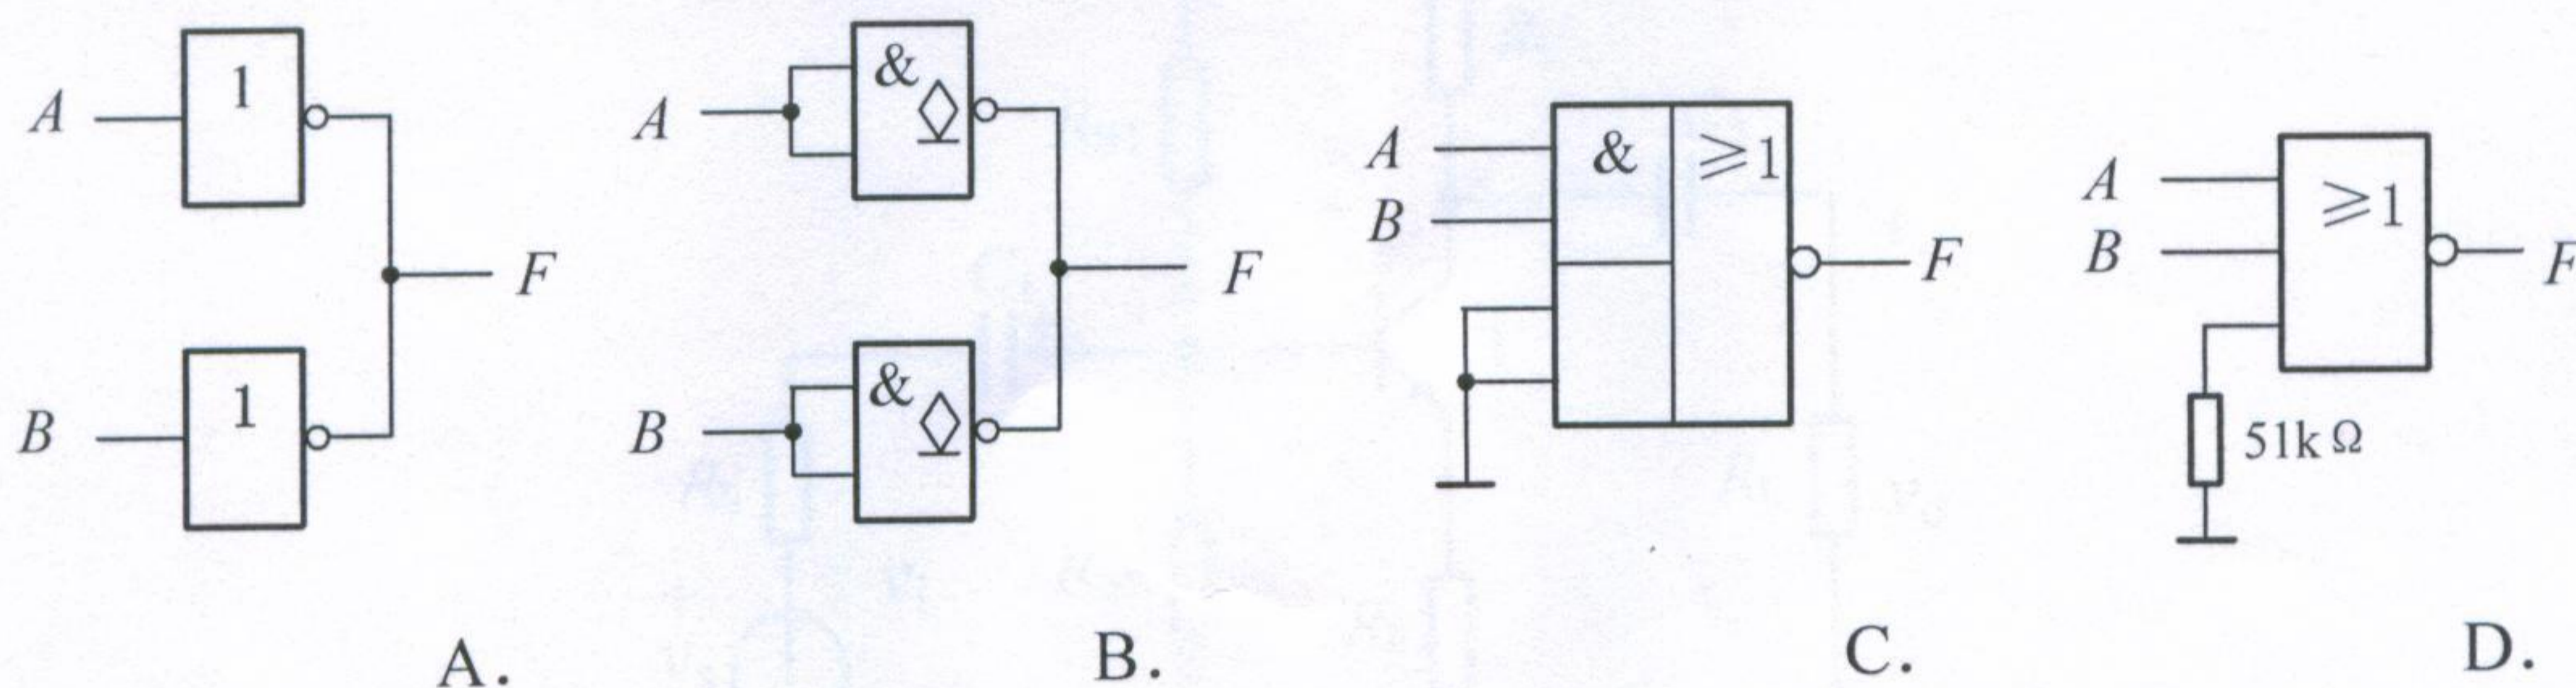 A 1 B 1 F
A & B & F
A B & ≥1 F
A B ≥1 51kΩ F
A. B. C. D.